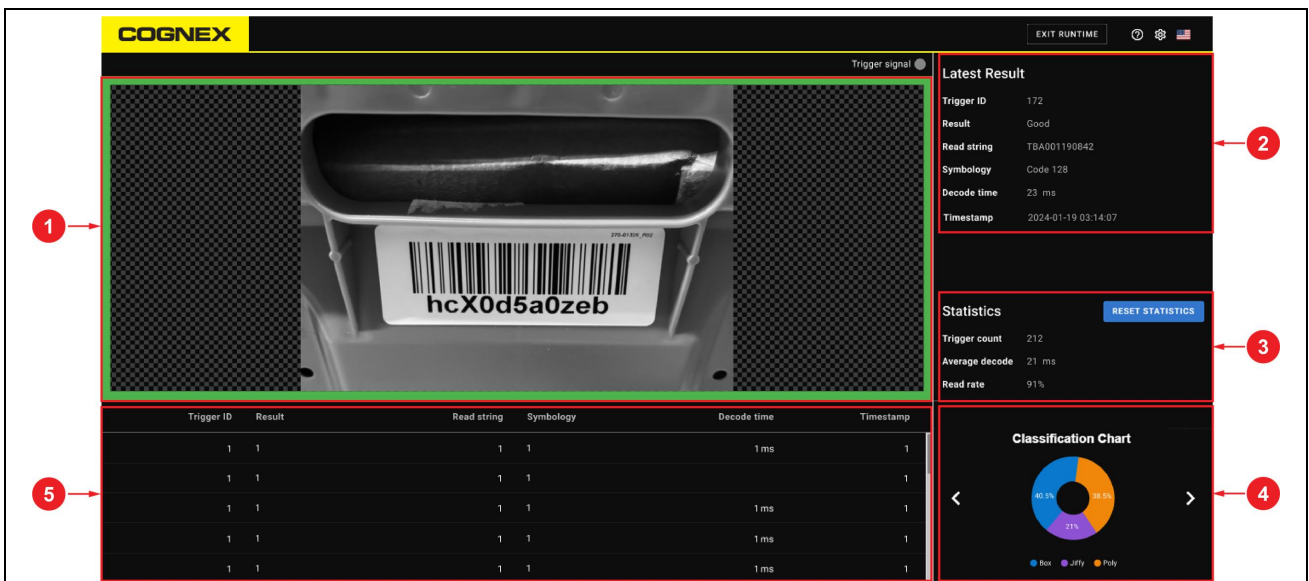 COGNEX
EXIT RUNTIME
Trigger signal
1
270-01326_P02
hcX0d5a0zeb
Latest Result
Trigger ID 172
Result Good
Read string TBA001190842
Symbology Code 128
Decode time 23 ms
Timestamp 2024-01-19 03:14:07
2
Statistics RESET STATISTICS
Trigger count 212
Average decode 21 ms
Read rate 91%
3
Classification Chart
40.5% 38.5%
21%
Box Jiffy Poly
4
Trigger ID Result Read string Symbology Decode time Timestamp
1 1 1 1 1 ms 1
1 1 1 1 1
1 1 1 1 1 ms 1
1 1 1 1 1 ms 1
1 1 1 1 1 ms 1
5